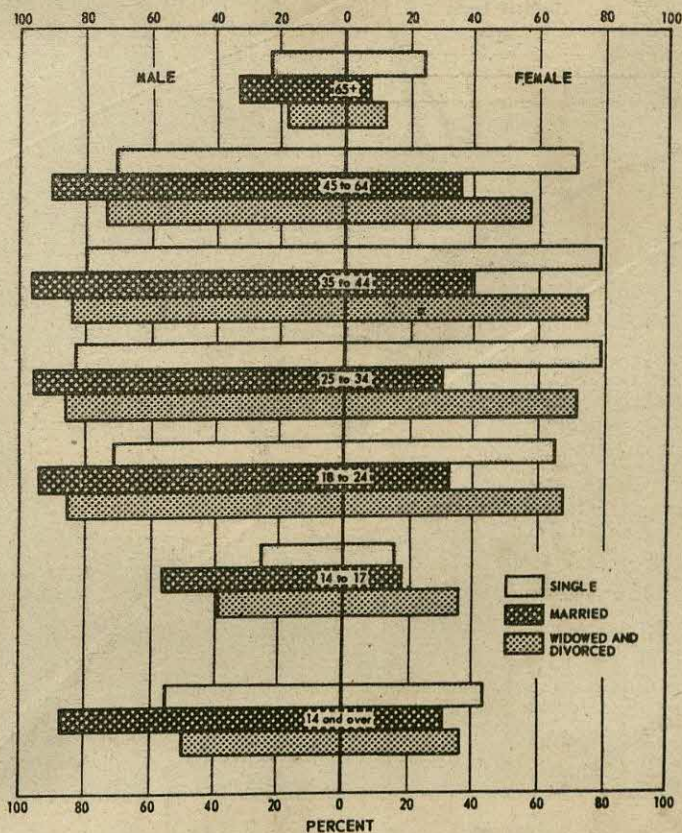 100 80 60 40 20 0 20 40 60 80 100
MALE FEMALE
65+
45 to 64
35 to 44
25 to 34
18 to 24
14 to 17
SINGLE
MARRIED
WIDOWED AND
DIVORCED
14 and over
100 80 60 40 20 0 20 40 60 80 100
PERCENT